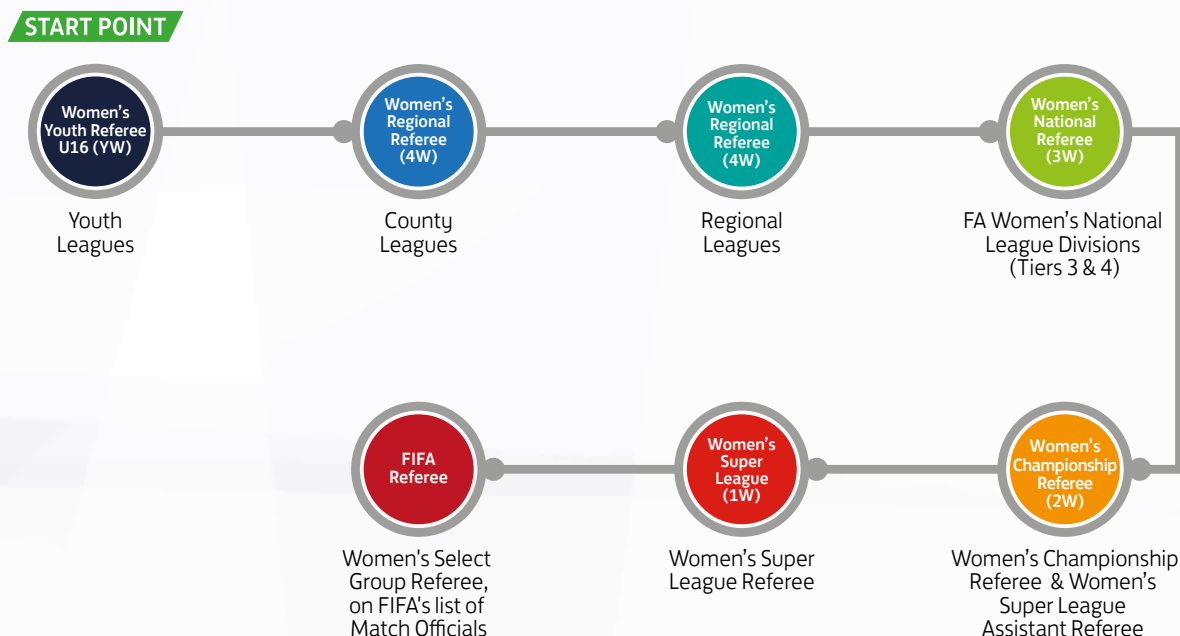 START POINT
Women's
Youth Referee
U16 (YW)
Youth
Leagues
Women's
Regional
Referee
(4W)
County
Leagues
Women's
Regional
Referee
(4W)
Regional
Leagues
Women's
National
Referee
(3W)
FA Women's National
League Divisions
(Tiers 3 & 4)
Women's
Championship
Referee
(2W)
Women's Championship
Referee & Women's
Super League
Assistant Referee
Women's
Super
League
(1W)
Women's Super
League Referee
FIFA
Referee
Women's Select
Group Referee,
on FIFA's list of
Match Officials